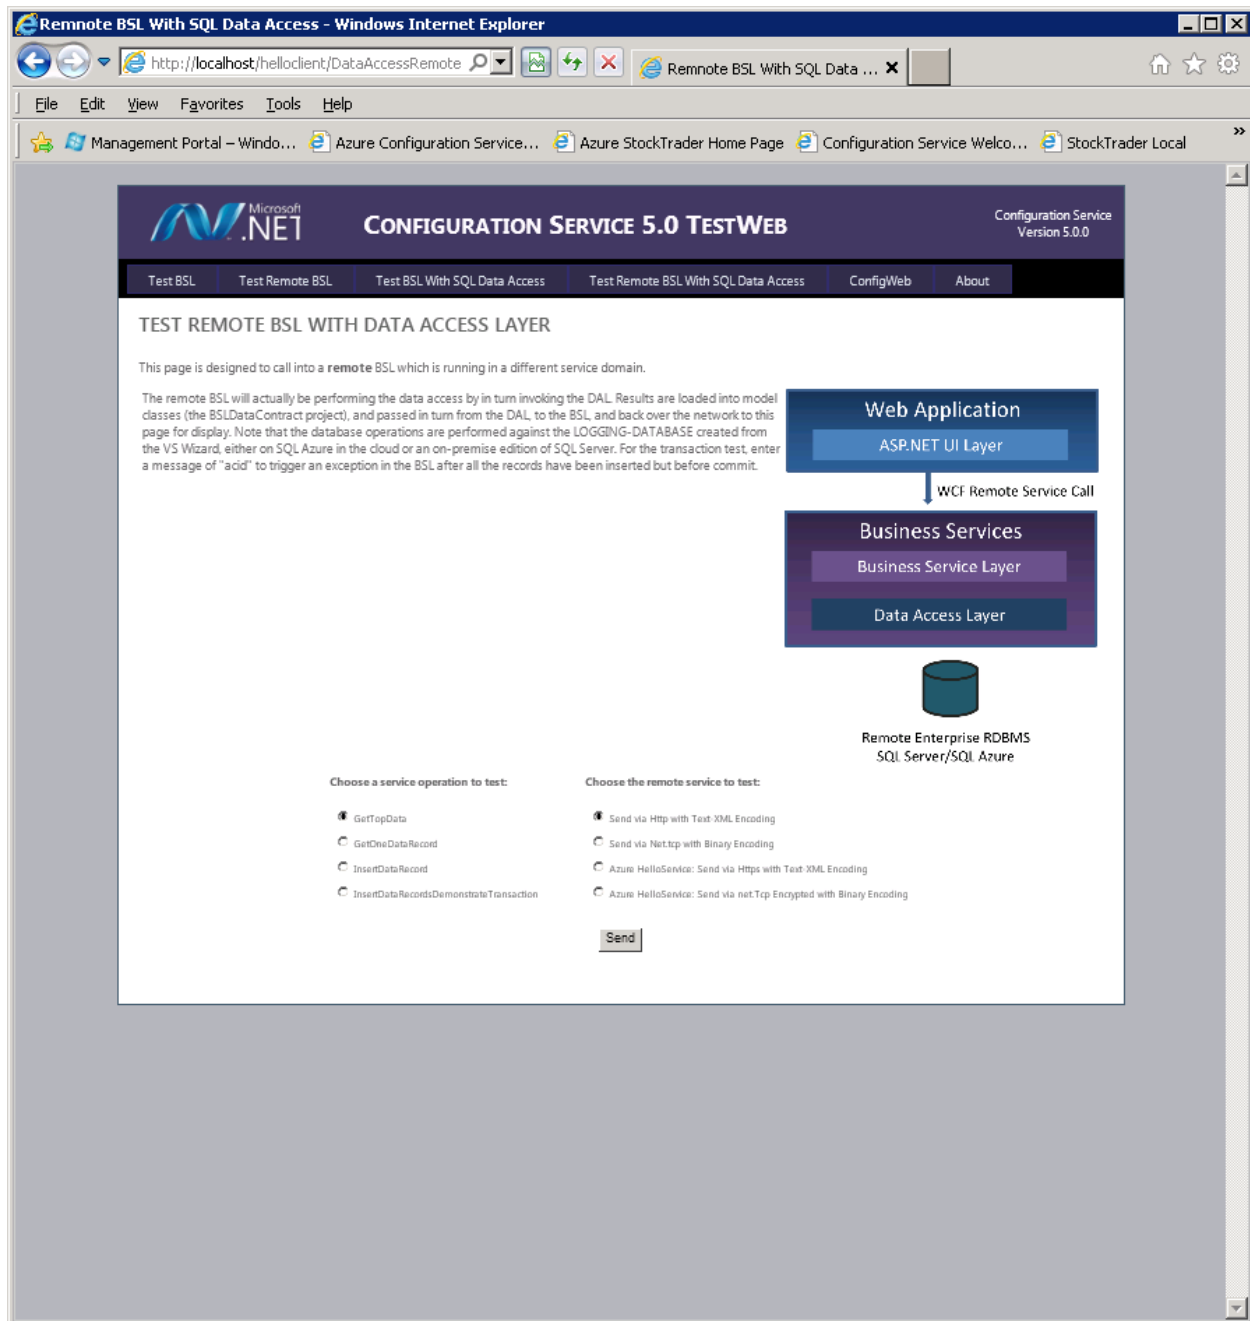 Remnote BSL With SQL Data Access - Windows Internet Explorer
http://localhost/helloclient/DataAccessRemote
Remnote BSL With SQL Data ...
File Edit View Favorites Tools Help
Management Portal – Windo... Azure Configuration Service... Azure StockTrader Home Page Configuration Service Welco... StockTrader Local
Microsoft
.NET
CONFIGURATION SERVICE 5.0 TESTWEB
Configuration Service
Version 5.0.0
Test BSL Test Remote BSL Test BSL With SQL Data Access Test Remote BSL With SQL Data Access ConfigWeb About
TEST REMOTE BSL WITH DATA ACCESS LAYER
This page is designed to call into a remote BSL which is running in a different service domain.
The remote BSL will actually be performing the data access by in turn invoking the DAL. Results are loaded into model
classes (the BSLDataContract project), and passed in turn from the DAL, to the BSL, and back over the network to this
page for display. Note that the database operations are performed against the LOGGING-DATABASE created from
the VS Wizard, either on SQL Azure in the cloud or an on-premise edition of SQL Server. For the transaction test, enter
a message of "acid" to trigger an exception in the BSL after all the records have been inserted but before commit.
Web Application
ASP.NET UI Layer
WCF Remote Service Call
Business Services
Business Service Layer
Data Access Layer
Remote Enterprise RDBMS
SQL Server/SQL Azure
Choose a service operation to test:
GetTopData
GetOneDataRecord
InsertDataRecord
InsertDataRecordsDemonstrateTransaction
Choose the remote service to test:
Send via Http with Text-XML Encoding
Send via Net.tcp with Binary Encoding
Azure HelloService: Send via Https with Text-XML Encoding
Azure HelloService: Send via net.Tcp Encrypted with Binary Encoding
Send